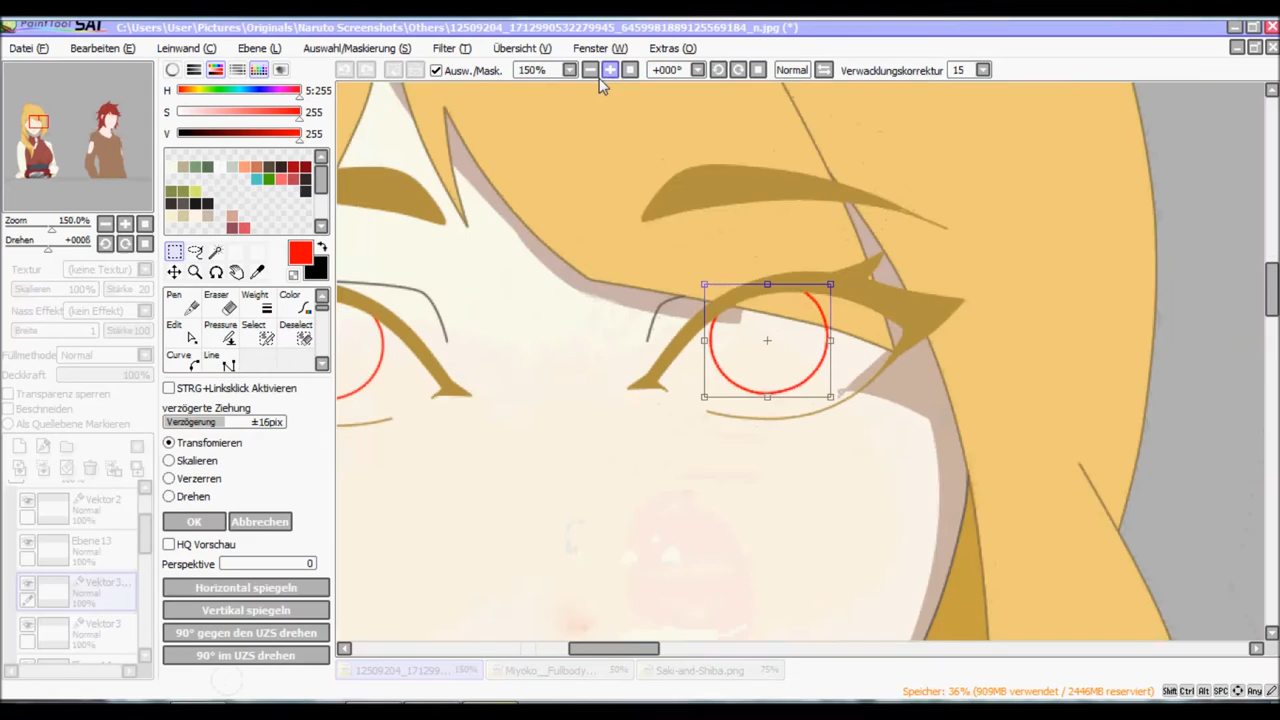 PaintTool SAI C:\Users\User\Pictures\Originals\Naruto Screenshots\Others\12509204_1712990532279945_6459981889125569184_n.jpg (*)
Datei (F) Bearbeiten (E) Leinwand (C) Ebene (L) Auswahl/Maskierung (S) Filter (T) Übersicht (V) Fenster (W) Extras (O)
Ausw./Mask. 150% +000° Normal Verwacklungskorrektur 15
H 5:255
S 255
V 255
Zoom 150.0%
Drehen +0006
Textur (keine Textur)
Skalieren 100% Stärke 20
Nass Effekt (kein Effekt)
Breite 1 Stärke 100
Füllmethode Normal
Deckkraft 100%
Transparenz sperren
Beschneiden
Als Quellebene Markieren
Pen Eraser Weight Color
Edit Pressure Select Deselect
Curve Line
STRG+Linksklick Aktivieren
verzögerte Ziehung
Verzögerung ±16pix
Transfomieren
Skalieren
Verzerren
Drehen
OK Abbrechen
HQ Vorschau
Perspektive 0
Horizontal spiegeln
Vertikal spiegeln
90° gegen den UZS drehen
90° im UZS drehen
Vektor2
Normal
100%
Ebene13
Normal
100%
Vektor3...
Normal
100%
Vektor3
Normal
100%
12509204_171299... 150% Miyoko__Fullbody... 50% Saki-and-Shiba.png 75%
Speicher: 36% (909MB verwendet / 2446MB reserviert) Shift Ctrl Alt SPC Any